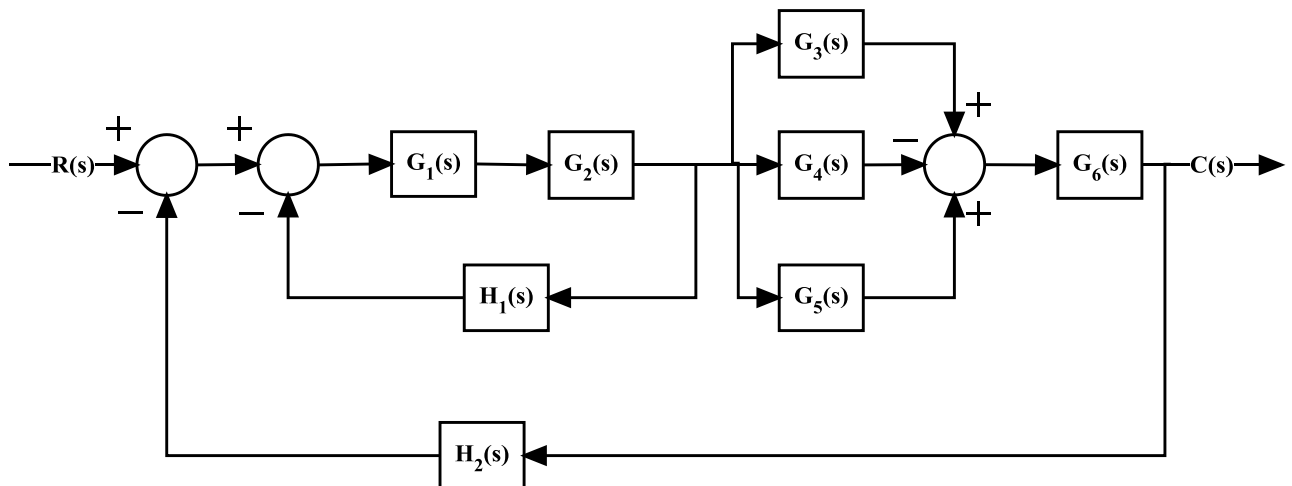 G3(s)
+
+ + − +
R(s) G1(s) G2(s) G4(s) G6(s) C(s)
− − +
H1(s) G5(s)
H2(s)